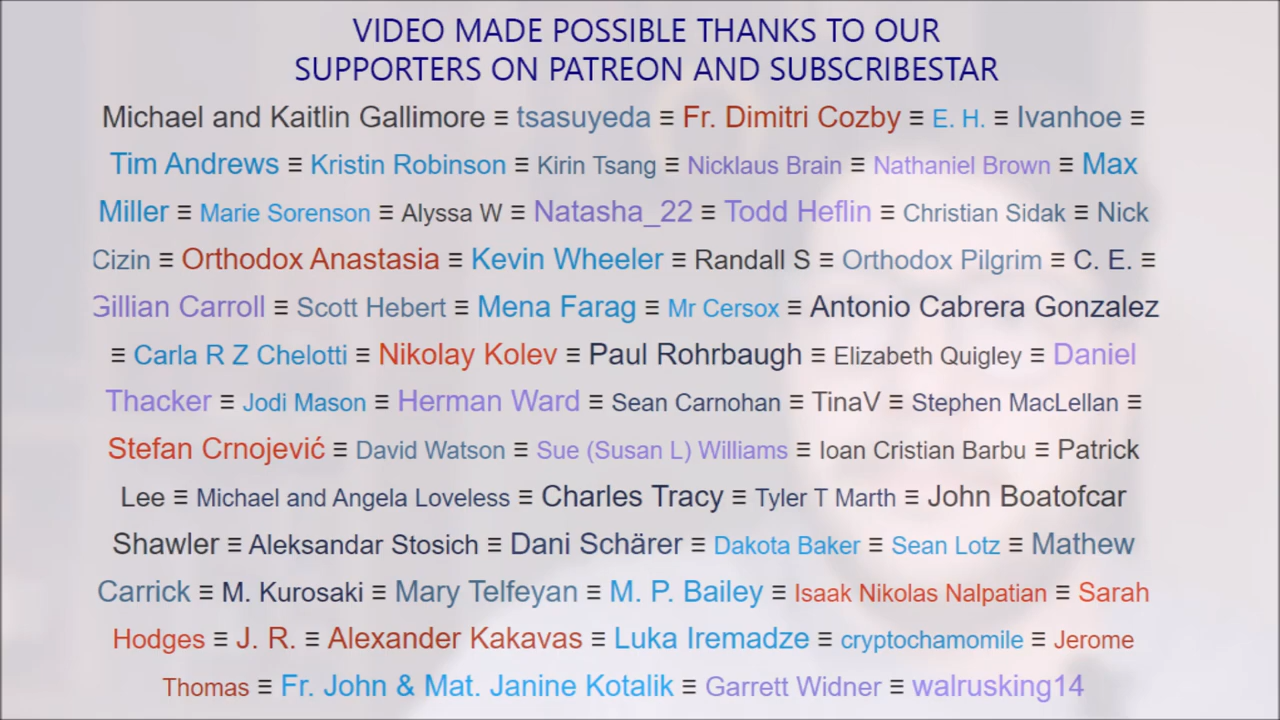 VIDEO MADE POSSIBLE THANKS TO OUR
SUPPORTERS ON PATREON AND SUBSCRIBESTAR
Michael and Kaitlin Gallimore ≡ tsasuyeda ≡ Fr. Dimitri Cozby ≡ E. H. ≡ Ivanhoe ≡
Tim Andrews ≡ Kristin Robinson ≡ Kirin Tsang ≡ Nicklaus Brain ≡ Nathaniel Brown ≡ Max
Miller ≡ Marie Sorenson ≡ Alyssa W ≡ Natasha_22 ≡ Todd Heflin ≡ Christian Sidak ≡ Nick
Cizin ≡ Orthodox Anastasia ≡ Kevin Wheeler ≡ Randall S ≡ Orthodox Pilgrim ≡ C. E. ≡
Gillian Carroll ≡ Scott Hebert ≡ Mena Farag ≡ Mr Cersox ≡ Antonio Cabrera Gonzalez
≡ Carla R Z Chelotti ≡ Nikolay Kolev ≡ Paul Rohrbaugh ≡ Elizabeth Quigley ≡ Daniel
Thacker ≡ Jodi Mason ≡ Herman Ward ≡ Sean Carnohan ≡ TinaV ≡ Stephen MacLellan ≡
Stefan Crnojević ≡ David Watson ≡ Sue (Susan L) Williams ≡ Ioan Cristian Barbu ≡ Patrick
Lee ≡ Michael and Angela Loveless ≡ Charles Tracy ≡ Tyler T Marth ≡ John Boatofcar
Shawler ≡ Aleksandar Stosich ≡ Dani Schärer ≡ Dakota Baker ≡ Sean Lotz ≡ Mathew
Carrick ≡ M. Kurosaki ≡ Mary Telfeyan ≡ M. P. Bailey ≡ Isaak Nikolas Nalpatian ≡ Sarah
Hodges ≡ J. R. ≡ Alexander Kakavas ≡ Luka Iremadze ≡ cryptochamomile ≡ Jerome
Thomas ≡ Fr. John & Mat. Janine Kotalik ≡ Garrett Widner ≡ walrusking14